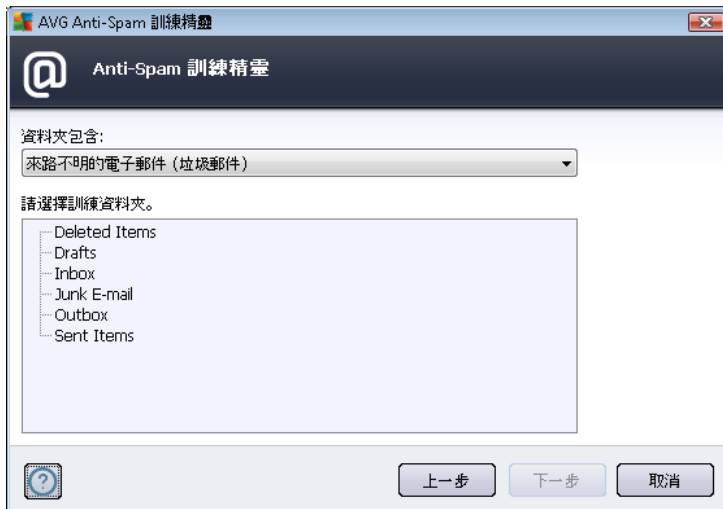 AVG Anti-Spam 訓練精靈
Anti-Spam 訓練精靈
資料夾包含:
來路不明的電子郵件 (垃圾郵件)
請選擇訓練資料夾。
Deleted Items
Drafts
Inbox
Junk E-mail
Outbox
Sent Items
上一步 下一步 取消